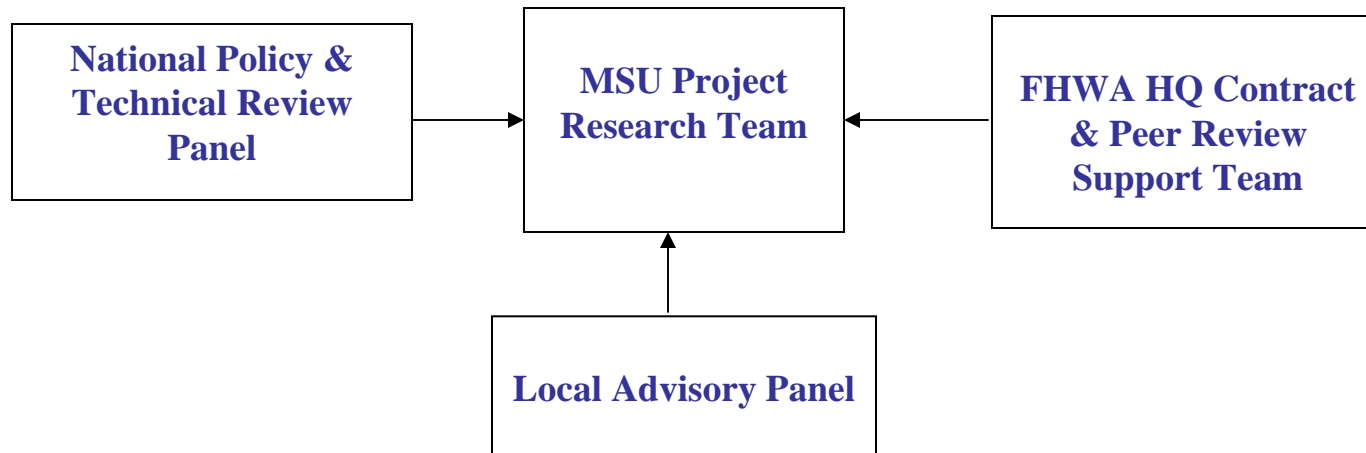 National Policy &
Technical Review
Panel
MSU Project
Research Team
FHWA HQ Contract
& Peer Review
Support Team
Local Advisory Panel